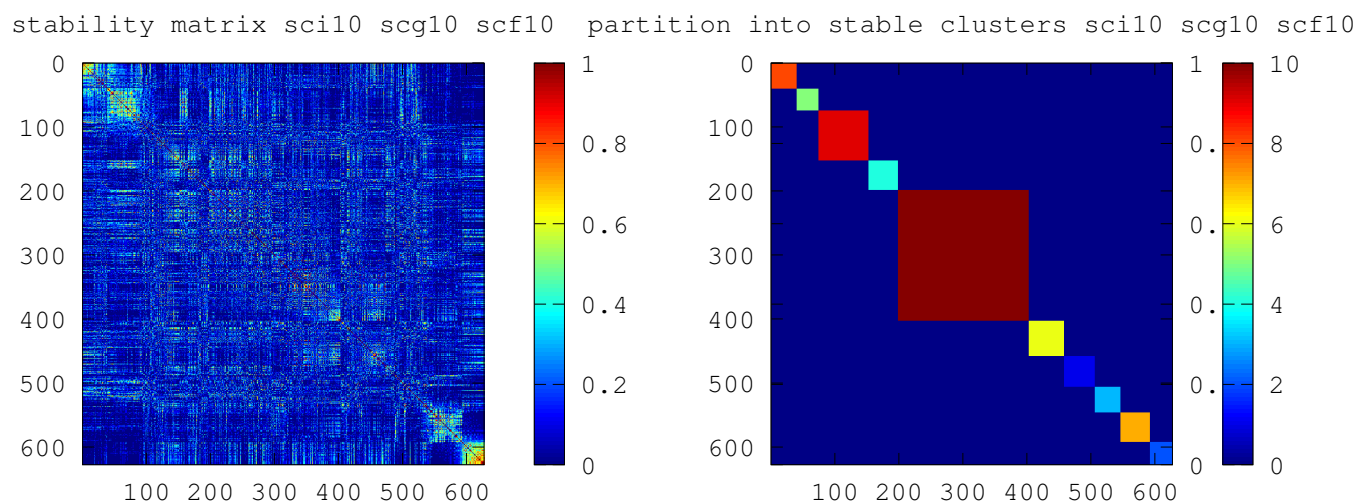 stability matrix sci10 scg10 scf10 partition into stable clusters sci10 scg10 scf10
0 1 0 1 10
100 0.8 100 0. 8
200 200
0.6 0. 6
300 300
0.4 0. 4
400 400
500 0.2 500 0. 2
600 0 600 0 0
100 200 300 400 500 600 100 200 300 400 500 600